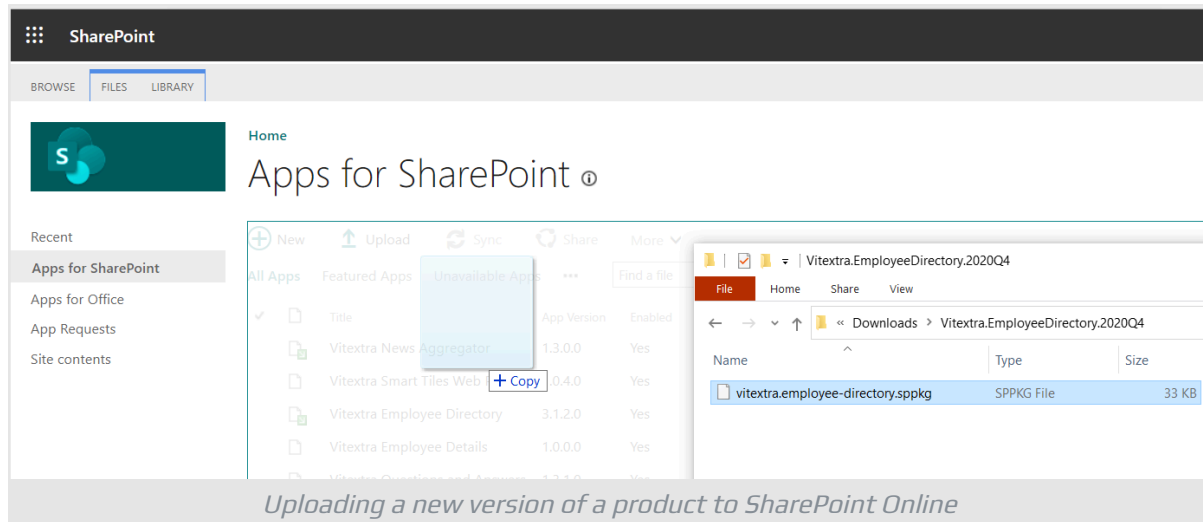 SharePoint
BROWSE FILES LIBRARY
S
Home
Apps for SharePoint
Recent
Apps for SharePoint
Apps for Office
App Requests
Site contents
New Upload Sync Share More
All Apps Featured Apps Unavailable Apps ••• Find a file
Title App Version Enabled
Vitextra News Aggregator 1.3.0.0 Yes
Vitextra Smart Tiles Web .0.4.0 Yes
+ Copy
Vitextra Employee Directory 3.1.2.0 Yes
Vitextra Employee Details 1.0.0.0 Yes
Vitextra.EmployeeDirectory.2020Q4
File Home Share View
« Downloads > Vitextra.EmployeeDirectory.2020Q4
Name Type Size
vitextra.employee-directory.sppkg SPPKG File 33 KB
Uploading a new version of a product to SharePoint Online